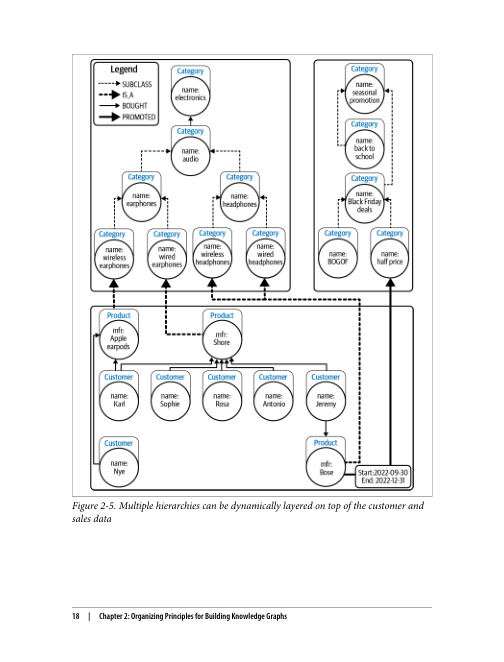 Legend
SUBCLASS
IS_A
BOUGHT
PROMOTED
Category
name:
electronics
Category
name:
audio
Category
name:
earphones
Category
name:
headphones
Category
name:
wireless
earphones
Category
name:
wired
earphones
Category
name:
wireless
headphones
Category
name:
wired
headphones
Category
name:
seasonal
promotion
Category
name:
back to
school
Category
name:
Black Friday
deals
Category
name:
BOGOF
Category
name:
half price
Product
mfr:
Apple
earpods
Product
mfr:
Shore
Customer
name:
Karl
Customer
name:
Sophie
Customer
name:
Rosa
Customer
name:
Antonio
Customer
name:
Jeremy
Customer
name:
Nye
Product
mfr:
Bose
Start:2022-09-30
End: 2022-12-31
Figure 2-5. Multiple hierarchies can be dynamically layered on top of the customer and
sales data
18 | Chapter 2: Organizing Principles for Building Knowledge Graphs